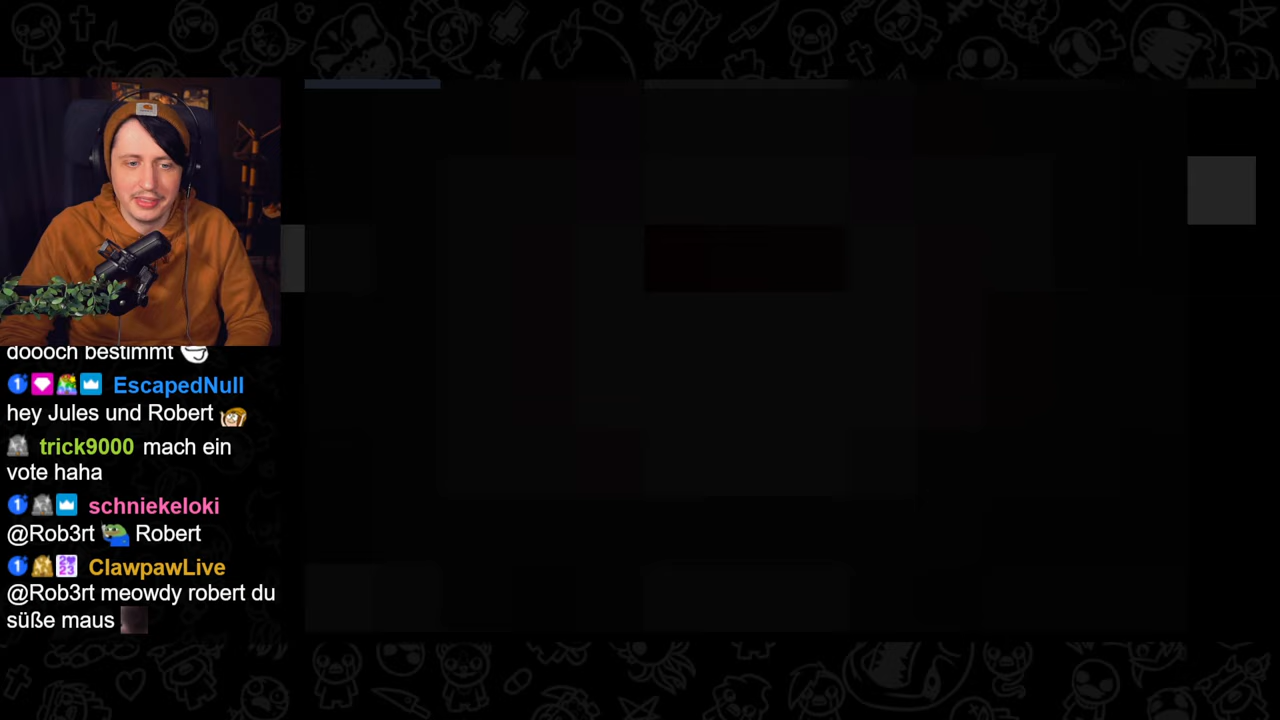 doooch bestimmt
EscapedNull
hey Jules und Robert
trick9000 mach ein
vote haha
schniekeloki
@Rob3rt Robert
ClawpawLive
@Rob3rt meowdy robert du
süße maus